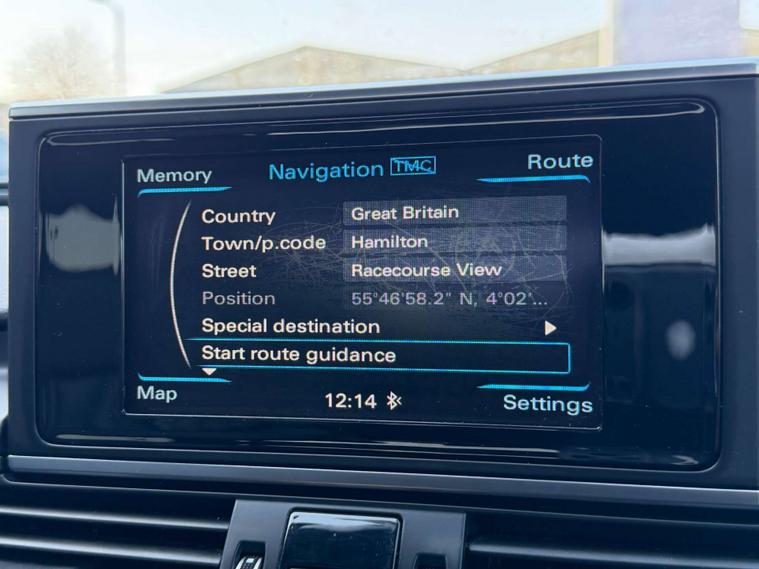 Memory Navigation TMC Route
Country Great Britain
Town/p.code Hamilton
Street Racecourse View
Position 55°46'58.2" N, 4°02'...
Special destination
Start route guidance
Map 12:14 Settings